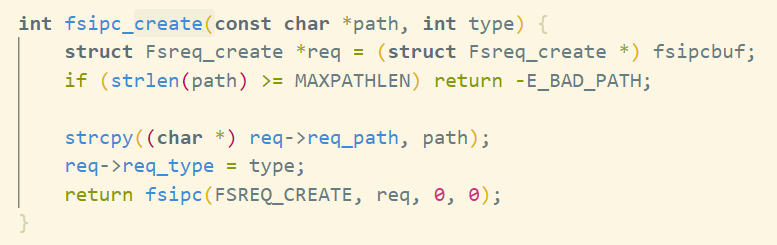 int fsipc_create(const char *path, int type) {
    struct Fsreq_create *req = (struct Fsreq_create *) fsipcbuf;
    if (strlen(path) >= MAXPATHLEN) return -E_BAD_PATH;

    strcpy((char *) req->req_path, path);
    req->req_type = type;
    return fsipc(FSREQ_CREATE, req, 0, 0);
}